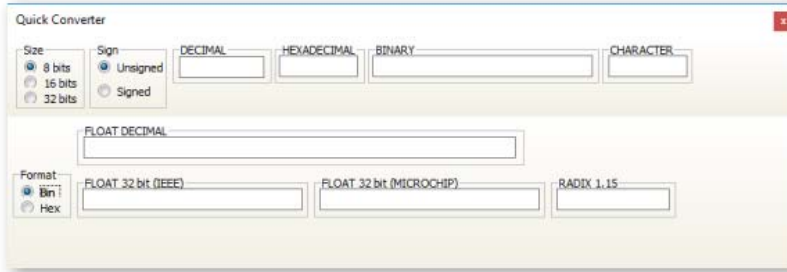 Quick Converter
x
Size
Sign
DECIMAL
HEXADECIMAL
BINARY
CHARACTER
8 bits
Unsigned
16 bits
Signed
32 bits
FLOAT DECIMAL
Format
Bin
Hex
FLOAT 32 bit (IEEE)
FLOAT 32 bit (MICROCHIP)
RADIX 1.15